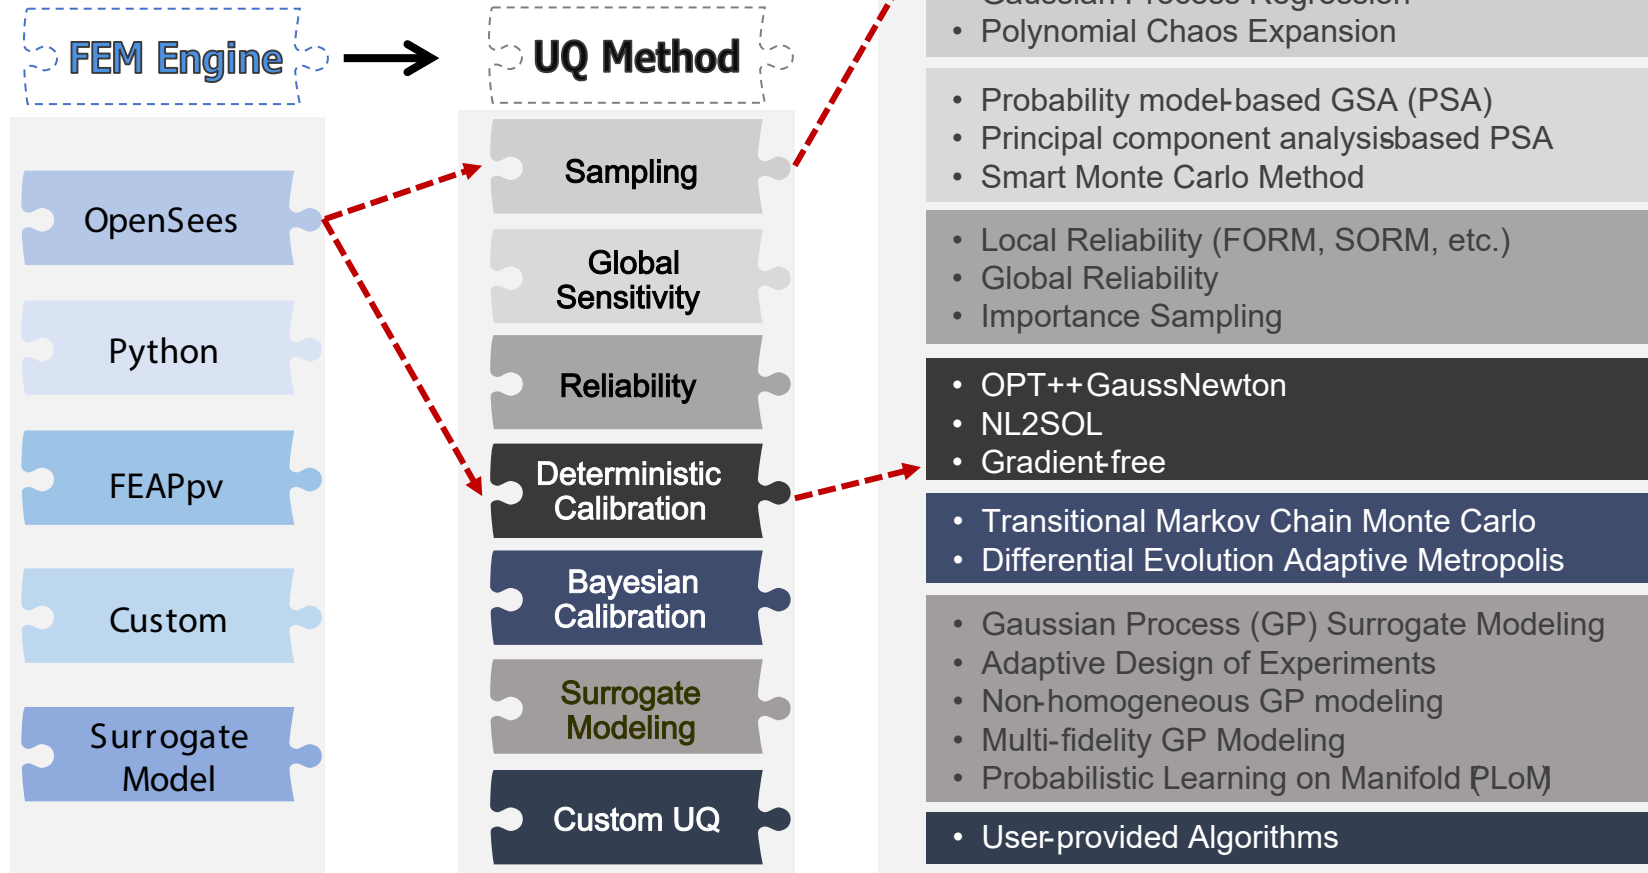 FEM Engine
UQ Method
OpenSees
Python
FEAPpv
Custom
Surrogate
Model
Sampling
Global
Sensitivity
Reliability
Deterministic
Calibration
Bayesian
Calibration
Surrogate
Modeling
Custom UQ
Gaussian Process Regression
• Polynomial Chaos Expansion
• Probability model-based GSA (PSA)
• Principal component analysis-based PSA
• Smart Monte Carlo Method
• Local Reliability (FORM, SORM, etc.)
• Global Reliability
• Importance Sampling
• OPT++GaussNewton
• NL2SOL
• Gradient-free
• Transitional Markov Chain Monte Carlo
• Differential Evolution Adaptive Metropolis
• Gaussian Process (GP) Surrogate Modeling
• Adaptive Design of Experiments
• Non-homogeneous GP modeling
• Multi-fidelity GP Modeling
• Probabilistic Learning on Manifold (PLoM)
• User-provided Algorithms